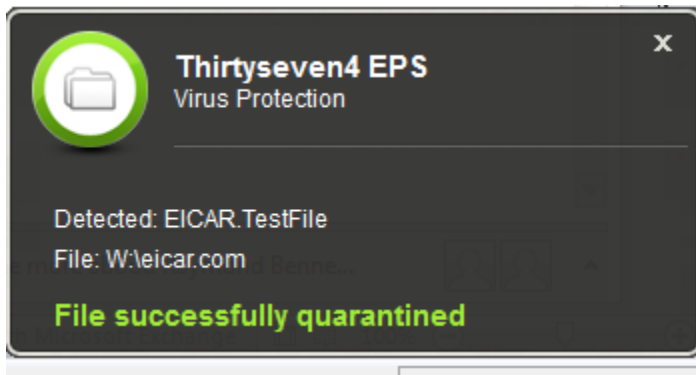 Thirtyseven4 EPS
X
Virus Protection
Detected: EICAR.TestFile
File: W:\eicar.com
File successfully quarantined